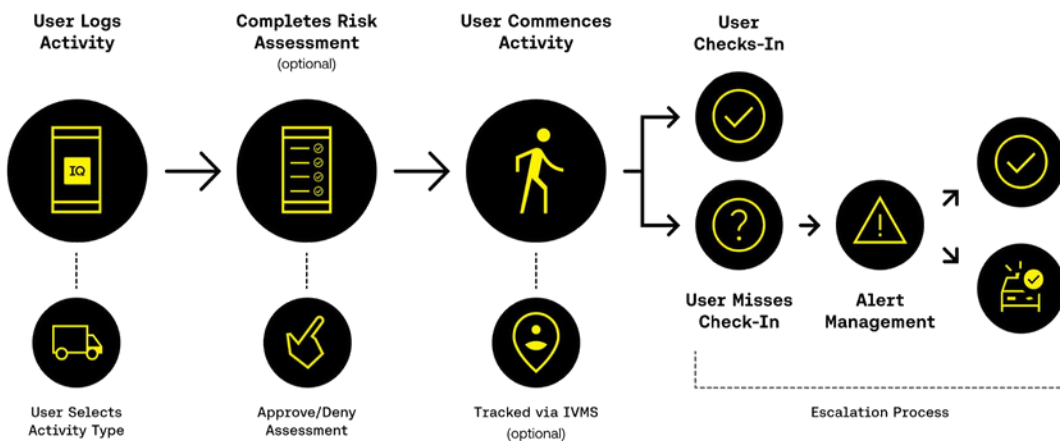 User Logs
Activity
Completes Risk
Assessment
(optional)
User Commences
Activity
User
Checks-In
IQ
User Misses
Check-In
Alert
Management
User Selects
Activity Type
Approve/Deny
Assessment
Tracked via IVMS
(optional)
Escalation Process